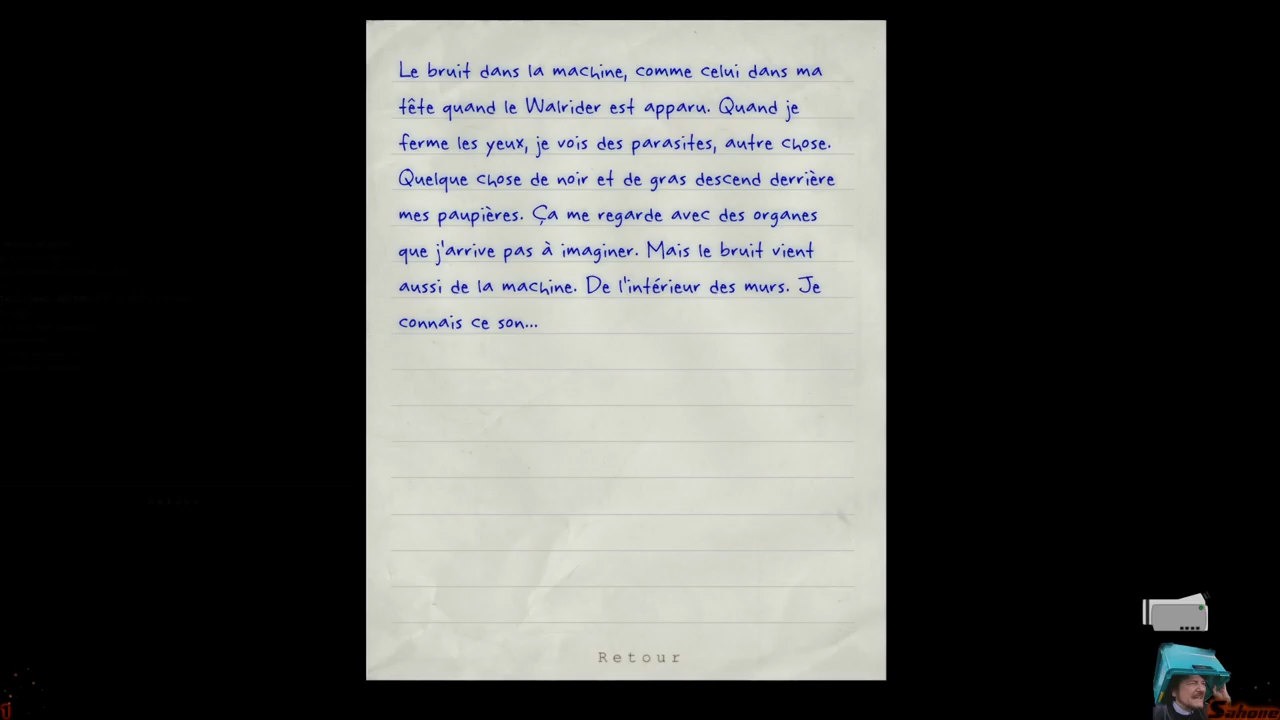 Le bruit dans la machine, comme celui dans ma
tête quand le Walrider est apparu. Quand je
ferme les yeux, je vois des parasites, autre chose.
Quelque chose de noir et de gras descend derrière
mes paupières. Ça me regarde avec des organes
que j'arrive pas à imaginer. Mais le bruit vient
aussi de la machine. De l'intérieur des murs. Je
connais ce son...
Retour
Sahone